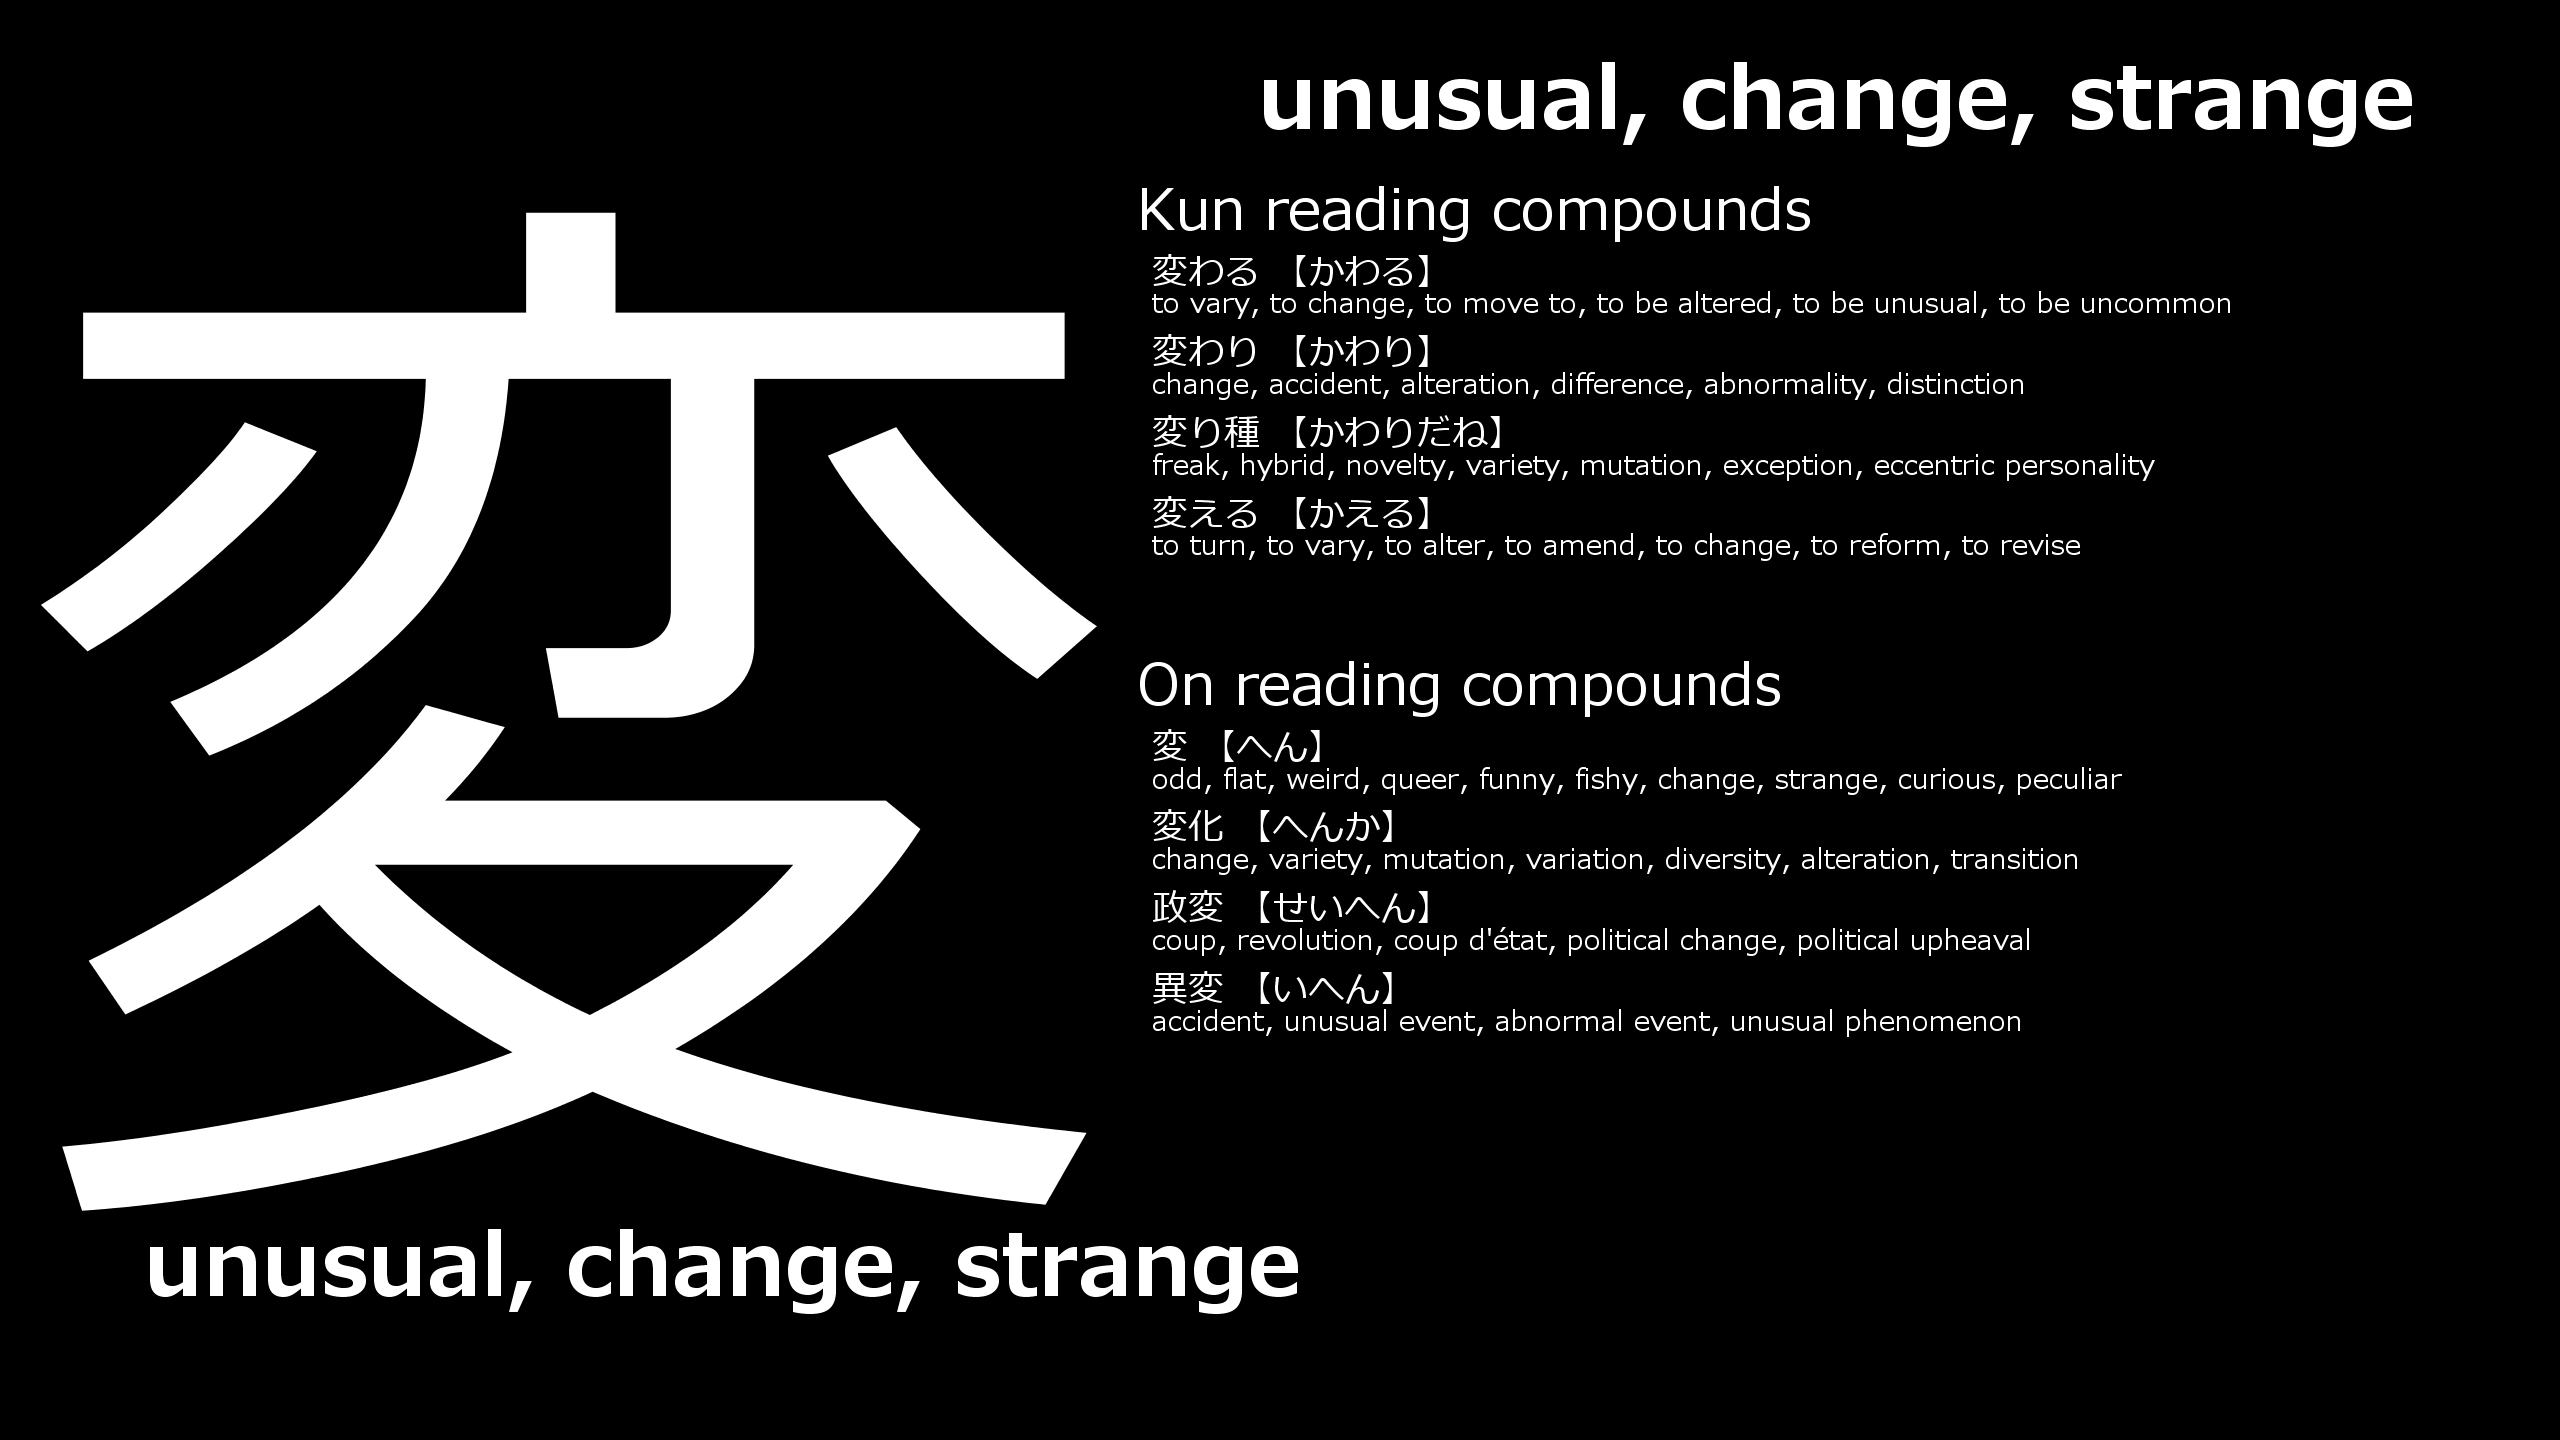 変
unusual, change, strange
unusual, change, strange
Kun reading compounds
変わる 【かわる】
to vary, to change, to move to, to be altered, to be unusual, to be uncommon
変わり 【かわり】
change, accident, alteration, difference, abnormality, distinction
変り種 【かわりだね】
freak, hybrid, novelty, variety, mutation, exception, eccentric personality
変える 【かえる】
to turn, to vary, to alter, to amend, to change, to reform, to revise
On reading compounds
変 【へん】
odd, flat, weird, queer, funny, fishy, change, strange, curious, peculiar
変化 【へんか】
change, variety, mutation, variation, diversity, alteration, transition
政変 【せいへん】
coup, revolution, coup d'état, political change, political upheaval
異変 【いへん】
accident, unusual event, abnormal event, unusual phenomenon